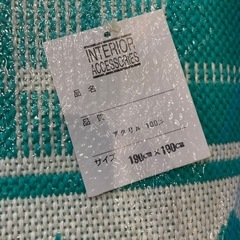 INTERIOR
ACCESSORIES
品 名
品 質
アクリル 100%
サイズ 190cm×190cm